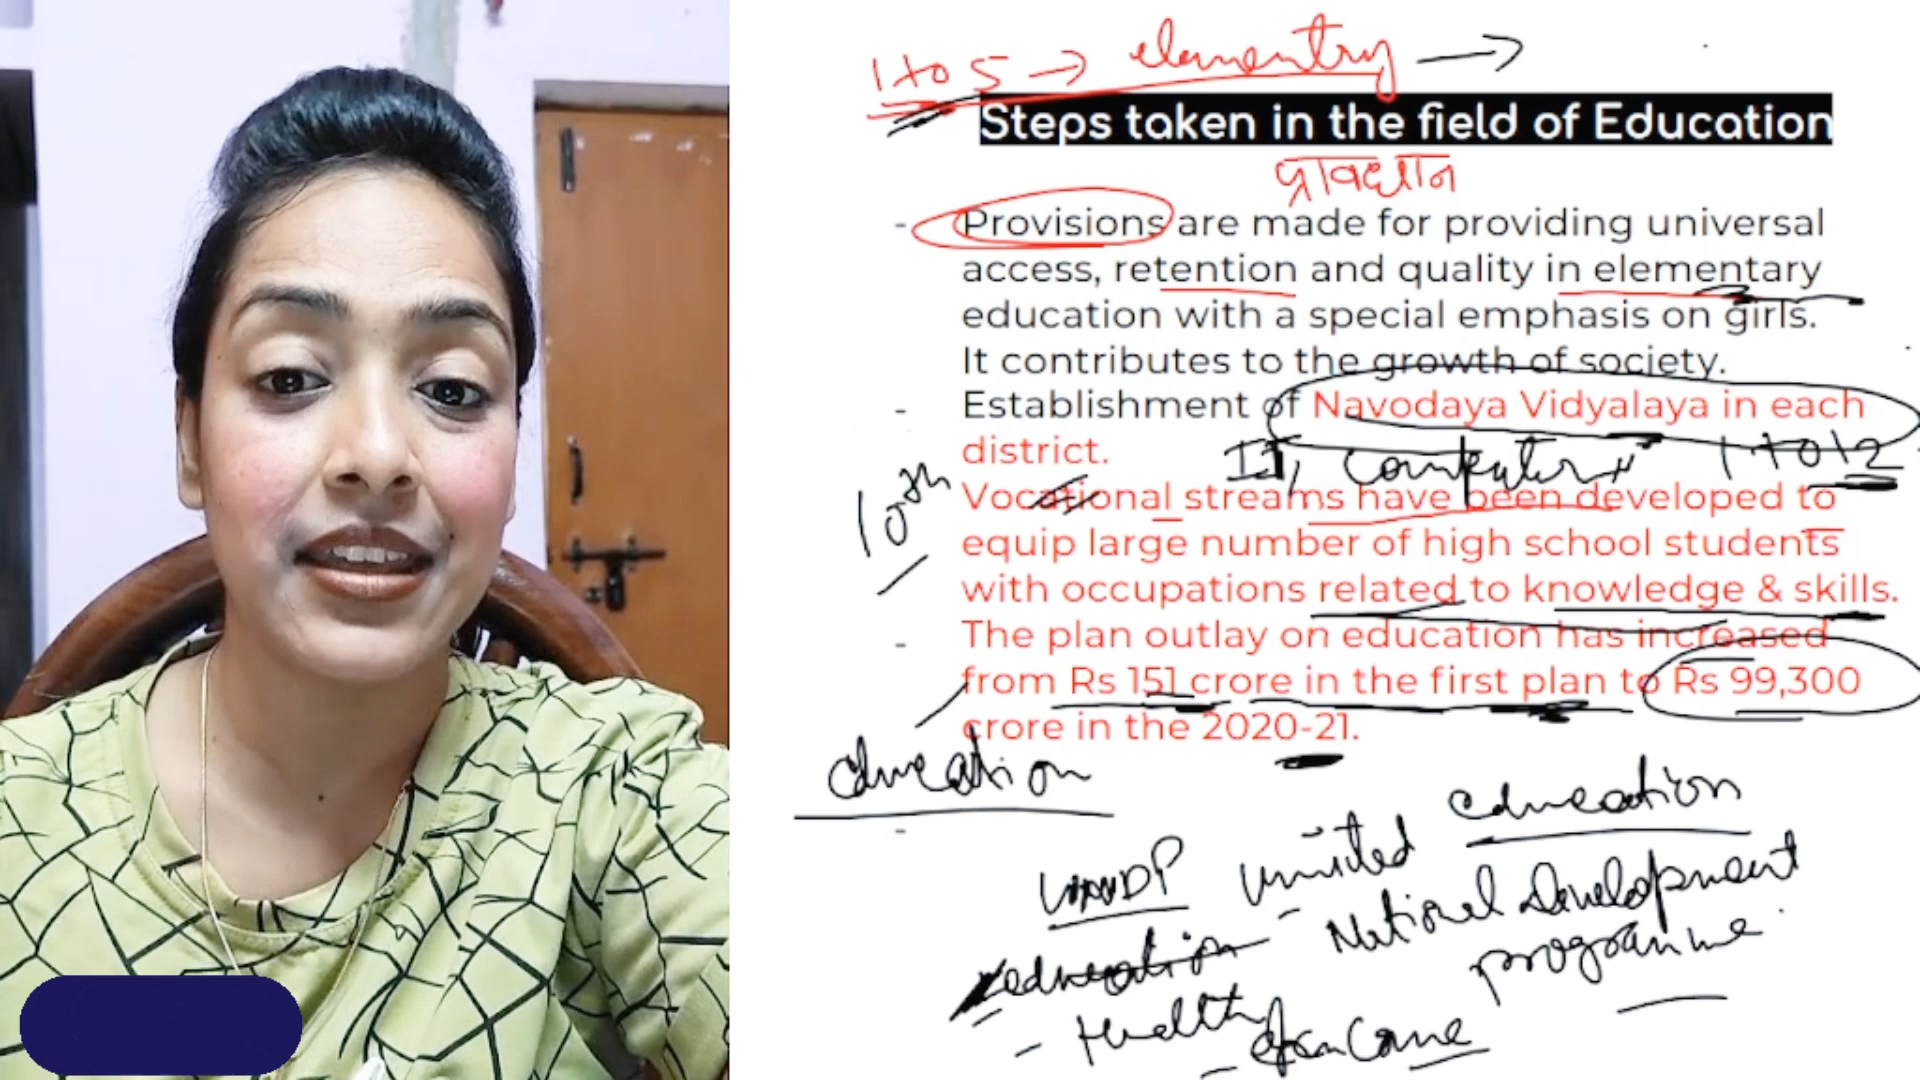 1 to 5 → elementry →
Steps taken in the field of Education
प्रावधान
- Provisions are made for providing universal
access, retention and quality in elementary
education with a special emphasis on girls.
It contributes to the growth of society.
- Establishment of Navodaya Vidyalaya in each
district.
IT, computer 1 to 12
10th
Vocational streams have been developed to
equip large number of high school students
with occupations related to knowledge & skills.
- The plan outlay on education has increased
from Rs 151 crore in the first plan to Rs 99,300
crore in the 2020-21.
education
-
education
UNDP United
National Development
programme
education
- Health